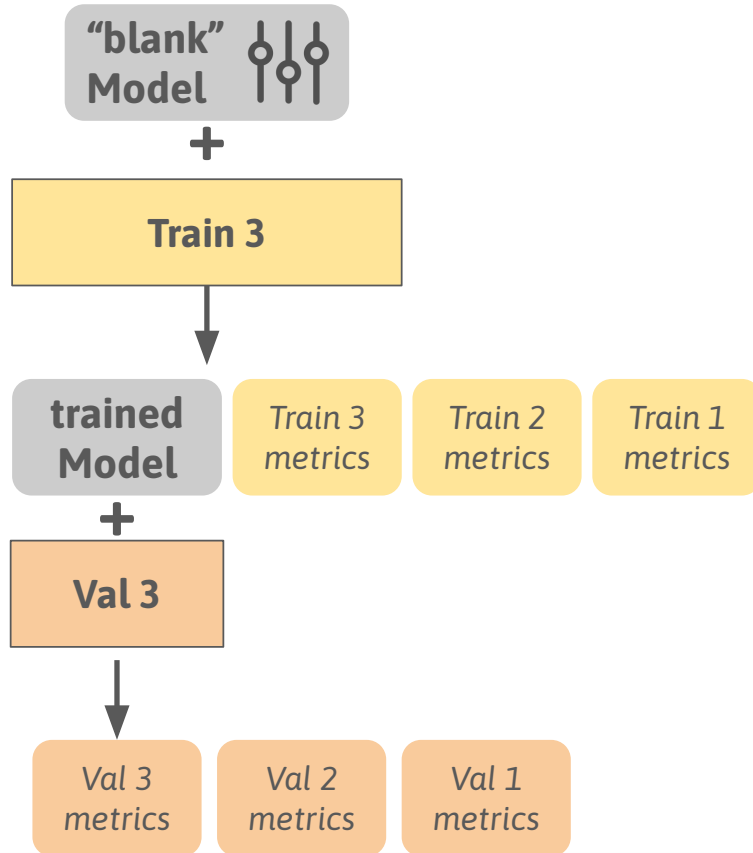 “blank”
Model
+
Train 3
trained
Model
Train 3
metrics
Train 2
metrics
Train 1
metrics
+
Val 3
Val 3
metrics
Val 2
metrics
Val 1
metrics